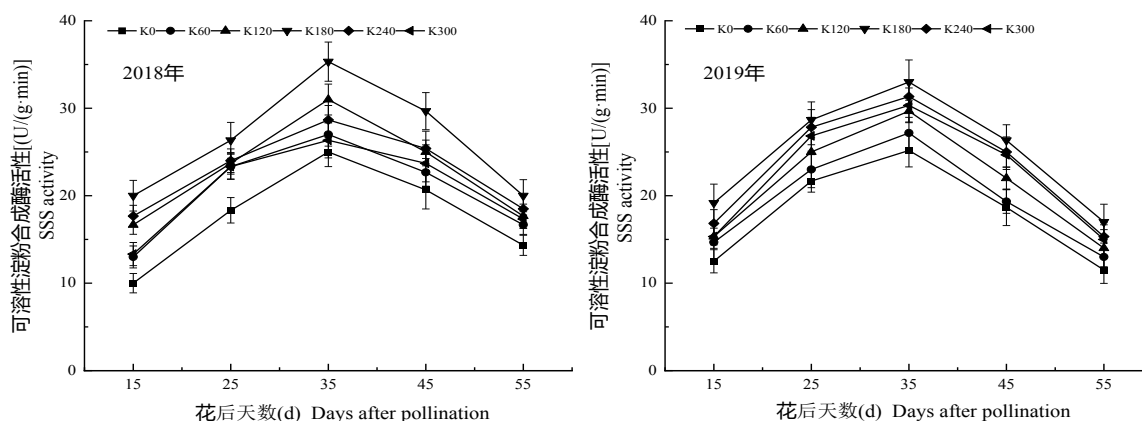 40
30
20
10
0
K0 K60 K120 K180 K240 K300
2018年
15 25 35 45 55
花后天数(d) Days after pollination
可溶性淀粉合成酶活性[(U/(g·min)]
SSS activity
40
30
20
10
0
K0 K60 K120 K180 K240 K300
2019年
15 25 35 45 55
花后天数(d) Days after pollination
可溶性淀粉合成酶活性[U/(g·min)]
SSS activity